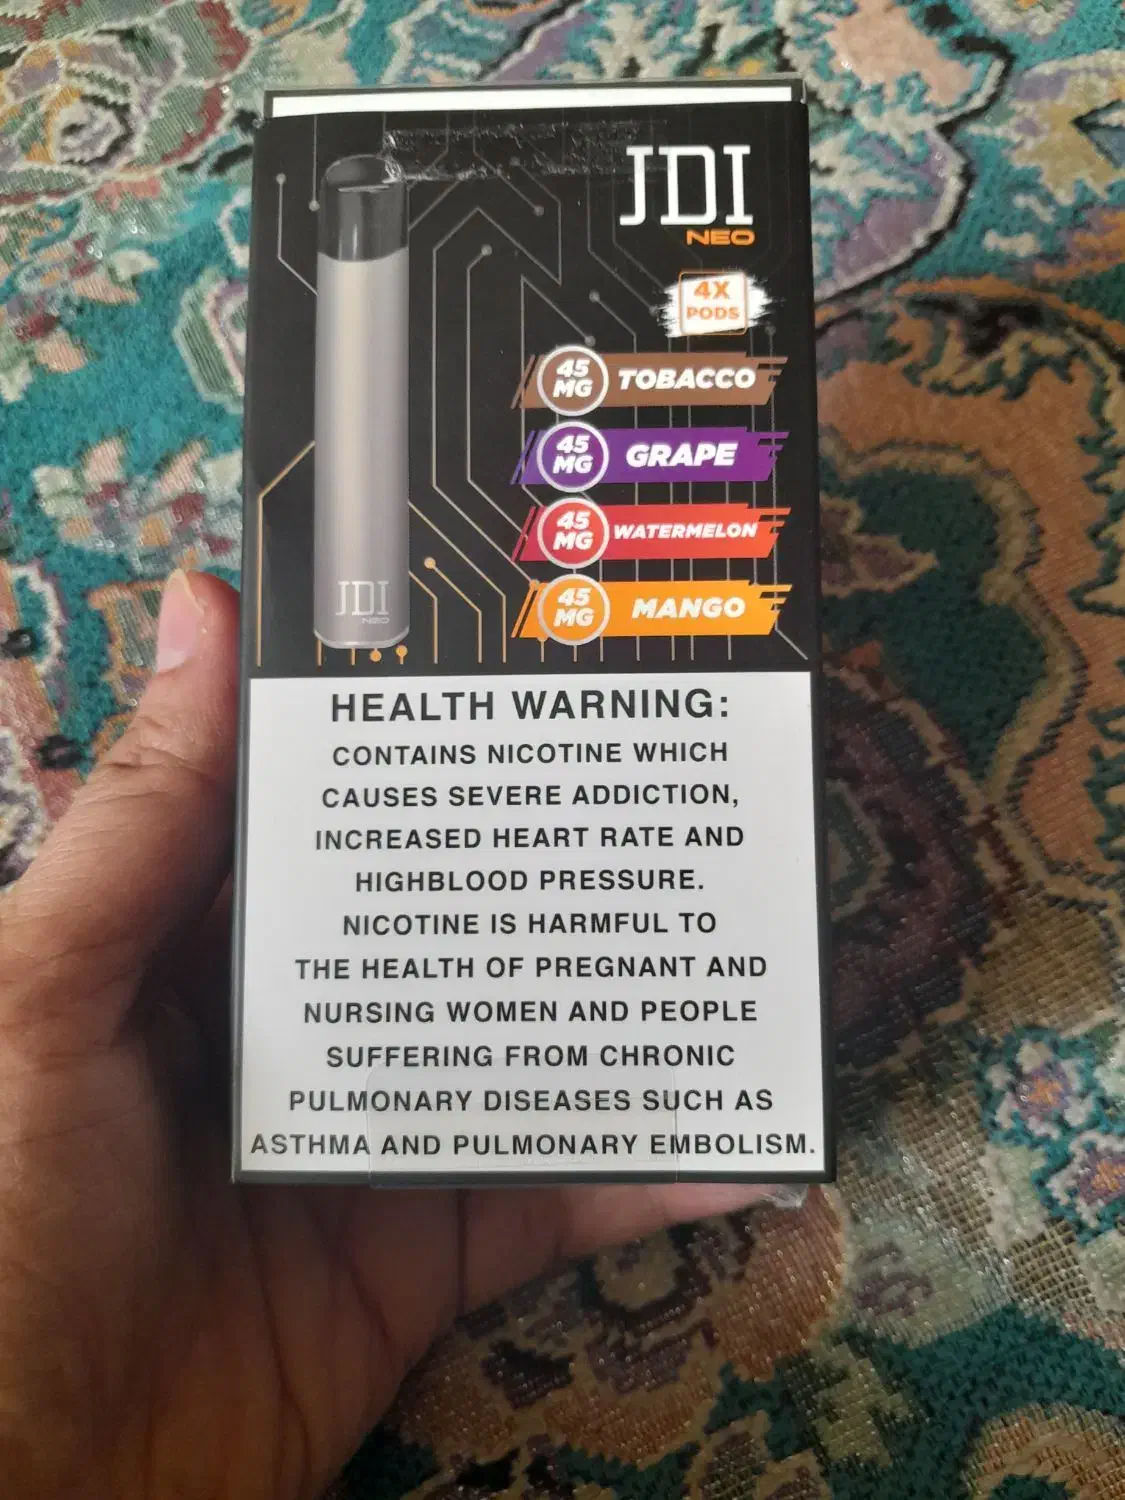 JDI
NEO
4X
PODS
45
MG
TOBACCO
45
MG
GRAPE
45
MG
WATERMELON
45
MG
MANGO
JDI
NEO
HEALTH WARNING:
CONTAINS NICOTINE WHICH
CAUSES SEVERE ADDICTION,
INCREASED HEART RATE AND
HIGHBLOOD PRESSURE.
NICOTINE IS HARMFUL TO
THE HEALTH OF PREGNANT AND
NURSING WOMEN AND PEOPLE
SUFFERING FROM CHRONIC
PULMONARY DISEASES SUCH AS
ASTHMA AND PULMONARY EMBOLISM.